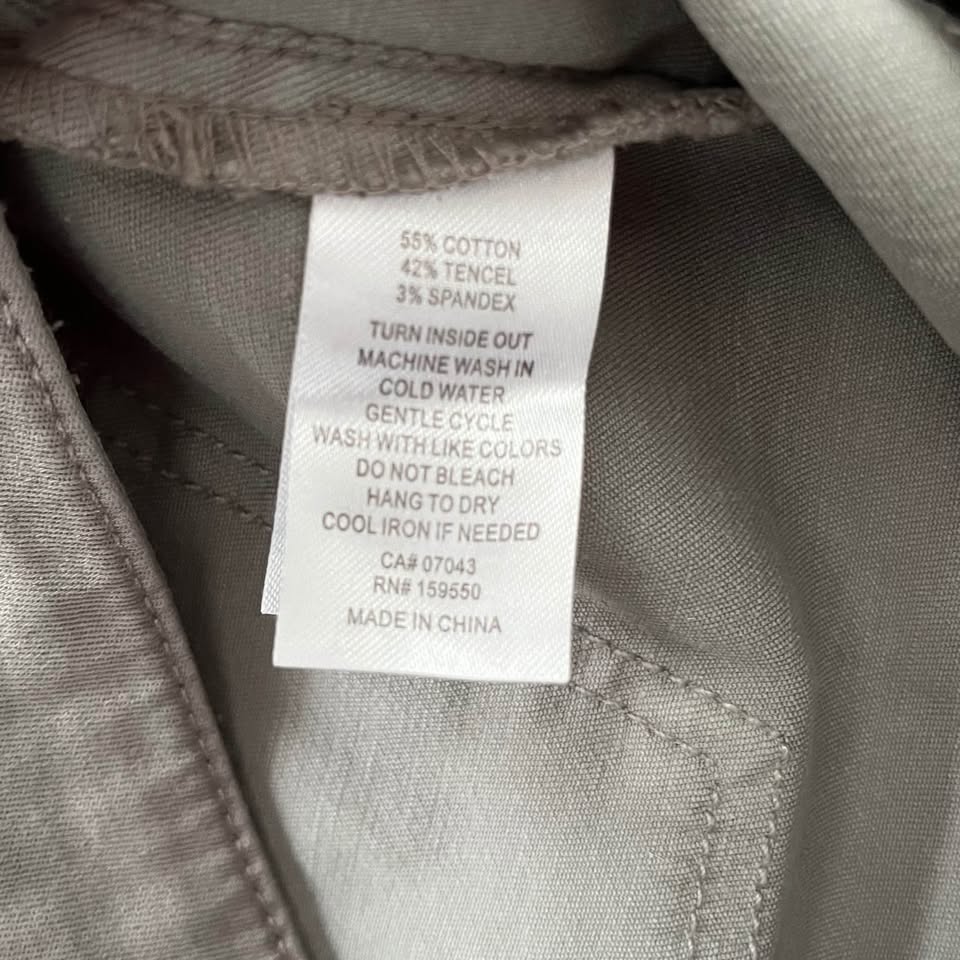 55% COTTON
42% TENCEL
3% SPANDEX
TURN INSIDE OUT
MACHINE WASH IN
COLD WATER
GENTLE CYCLE
WASH WITH LIKE COLORS
DO NOT BLEACH
HANG TO DRY
COOL IRON IF NEEDED
CA# 07043
RN# 159550
MADE IN CHINA